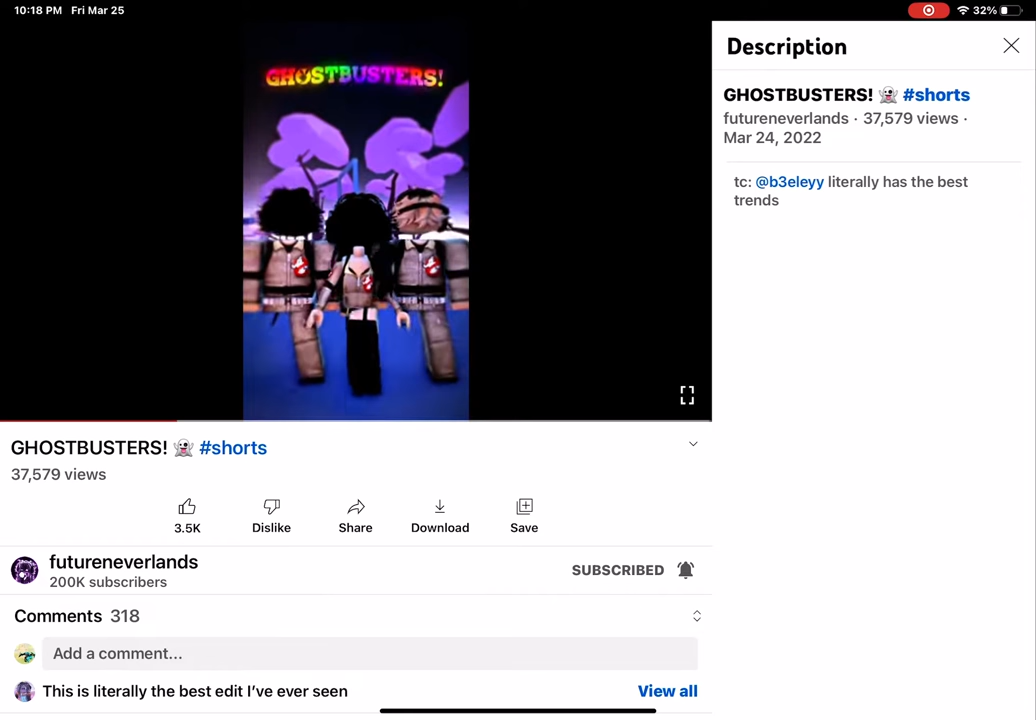 10:18 PM Fri Mar 25
32%
GHOSTBUSTERS!
Description
GHOSTBUSTERS! 👻 #shorts
futureneverlands · 37,579 views ·
Mar 24, 2022
tc: @b3eleyy literally has the best
trends
GHOSTBUSTERS! 👻 #shorts
37,579 views
3.5K Dislike Share Download Save
futureneverlands
200K subscribers
SUBSCRIBED
Comments 318
Add a comment...
This is literally the best edit I've ever seen View all